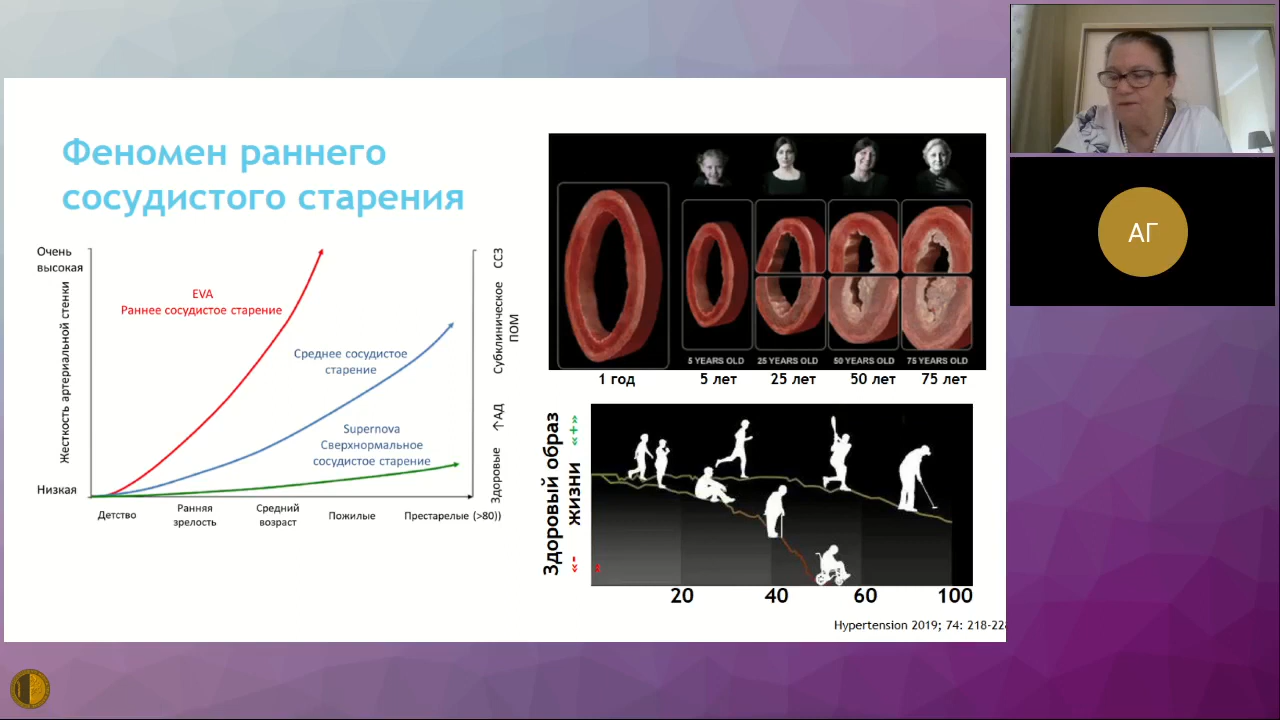 Феномен раннего
сосудистого старения
Очень
высокая
Жесткость артериальной стенки
Низкая
EVA
Раннее сосудистое старение
Среднее сосудистое
старение
Supernova
Сверхнормальное
сосудистое старение
Детство
Ранняя
зрелость
Средний
возраст
Пожилые
Престарелые (>80))
Здоровые
↑АД
Субклиническое
ПОМ
ССЗ
5 YEARS OLD
25 YEARS OLD
50 YEARS OLD
75 YEARS OLD
1 год
5 лет
25 лет
50 лет
75 лет
Здоровый образ
жизни
«-
«+»
20
40
60
100
Hypertension 2019; 74: 218-22
АГ